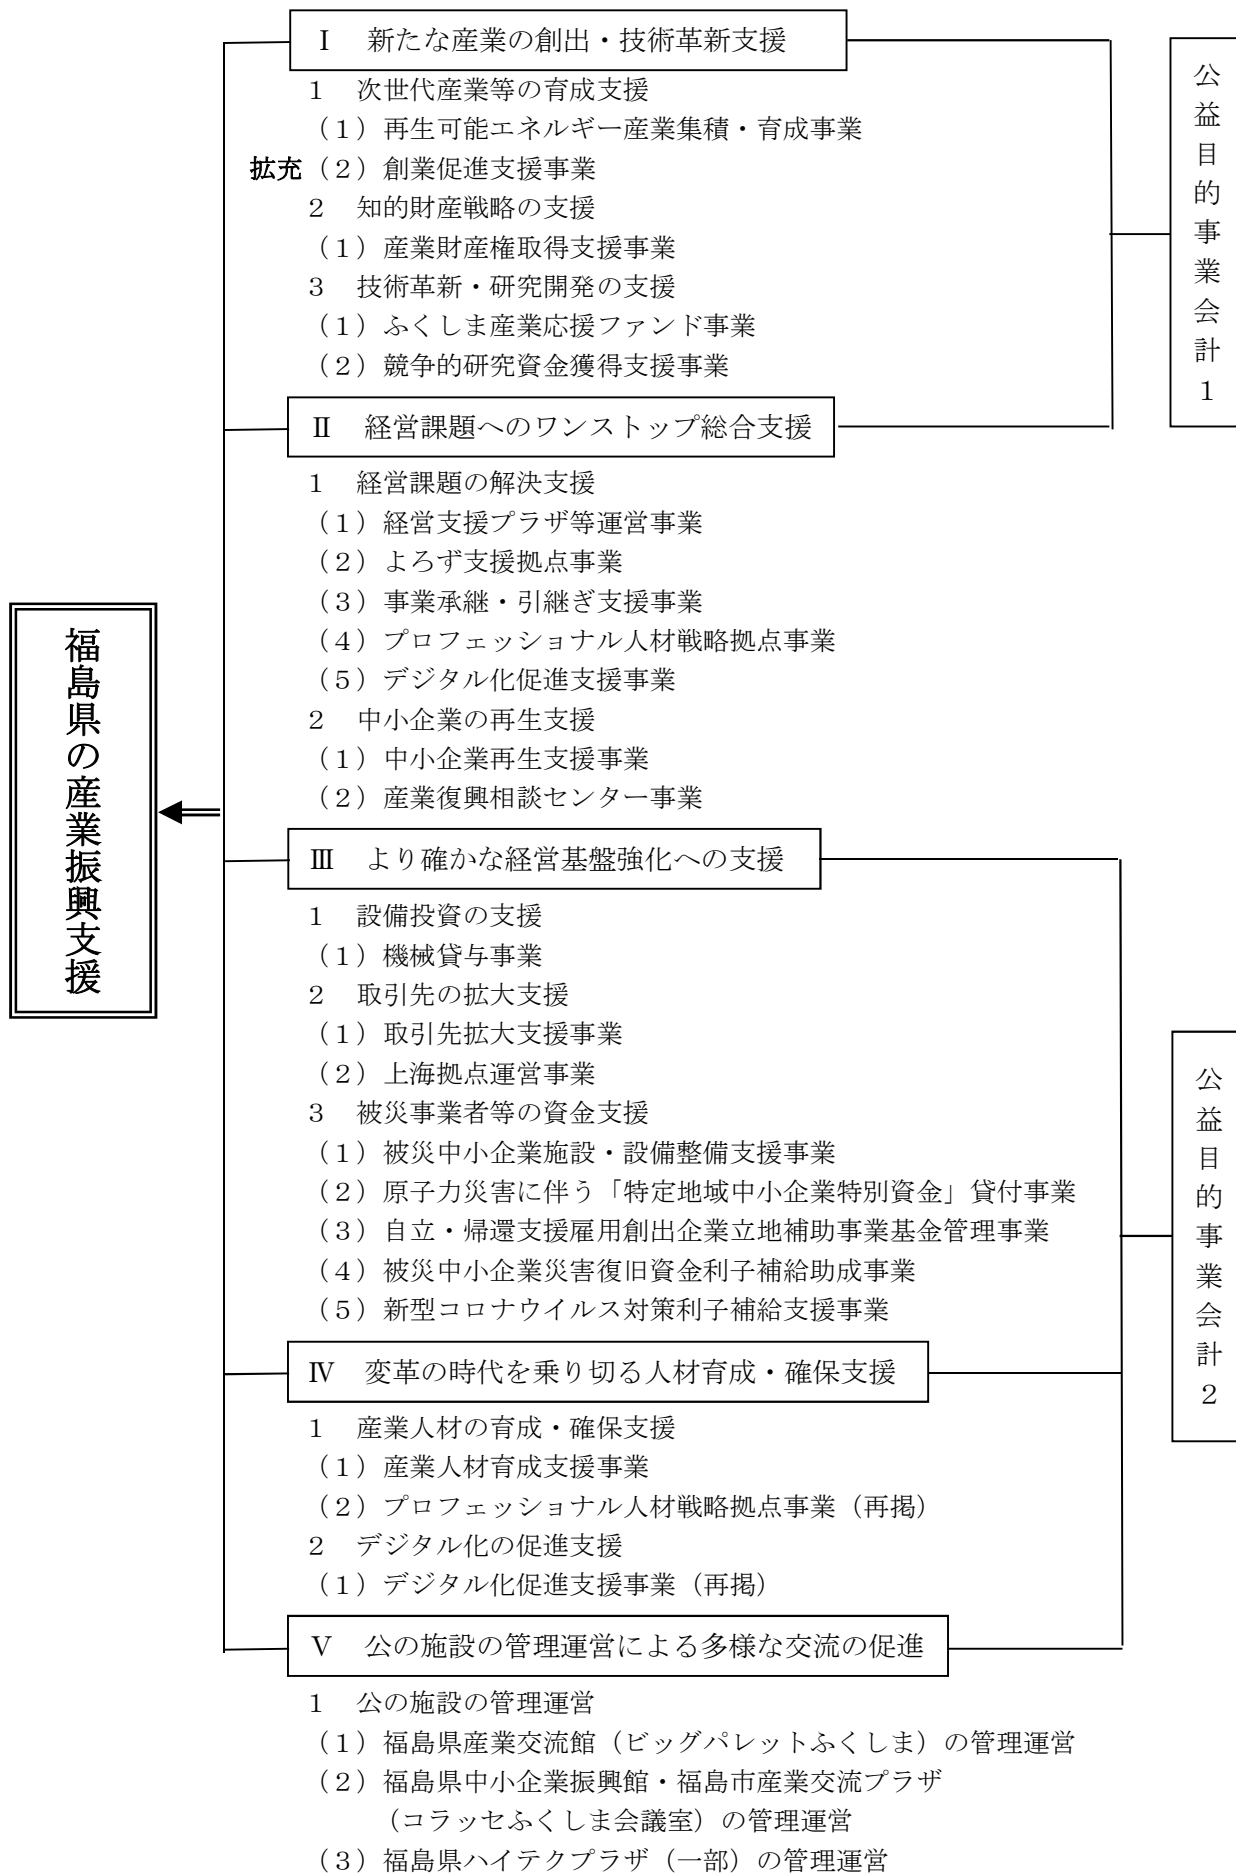 Ⅰ　新たな産業の創出・技術革新支援
１　次世代産業等の育成支援
（１）再生可能エネルギー産業集積・育成事業
拡充（２）創業促進支援事業
２　知的財産戦略の支援
（１）産業財産権取得支援事業
３　技術革新・研究開発の支援
（１）ふくしま産業応援ファンド事業
（２）競争的研究資金獲得支援事業
Ⅱ　経営課題へのワンストップ総合支援
１　経営課題の解決支援
（１）経営支援プラザ等運営事業
（２）よろず支援拠点事業
（３）事業承継・引継ぎ支援事業
（４）プロフェッショナル人材戦略拠点事業
（５）デジタル化促進支援事業
２　中小企業の再生支援
（１）中小企業再生支援事業
（２）産業復興相談センター事業
Ⅲ　より確かな経営基盤強化への支援
１　設備投資の支援
（１）機械貸与事業
２　取引先の拡大支援
（１）取引先拡大支援事業
（２）上海拠点運営事業
３　被災事業者等の資金支援
（１）被災中小企業施設・設備整備支援事業
（２）原子力災害に伴う「特定地域中小企業特別資金」貸付事業
（３）自立・帰還支援雇用創出企業立地補助事業基金管理事業
（４）被災中小企業災害復旧資金利子補給助成事業
（５）新型コロナウイルス対策利子補給支援事業
Ⅳ　変革の時代を乗り切る人材育成・確保支援
１　産業人材の育成・確保支援
（１）産業人材育成支援事業
（２）プロフェッショナル人材戦略拠点事業（再掲）
２　デジタル化の促進支援
（１）デジタル化促進支援事業（再掲）
Ⅴ　公の施設の管理運営による多様な交流の促進
１　公の施設の管理運営
（１）福島県産業交流館（ビッグパレットふくしま）の管理運営
（２）福島県中小企業振興館・福島市産業交流プラザ
（コラッセふくしま会議室）の管理運営
（３）福島県ハイテクプラザ（一部）の管理運営
福島県の産業振興支援
公益目的事業会計１
公益目的事業会計２